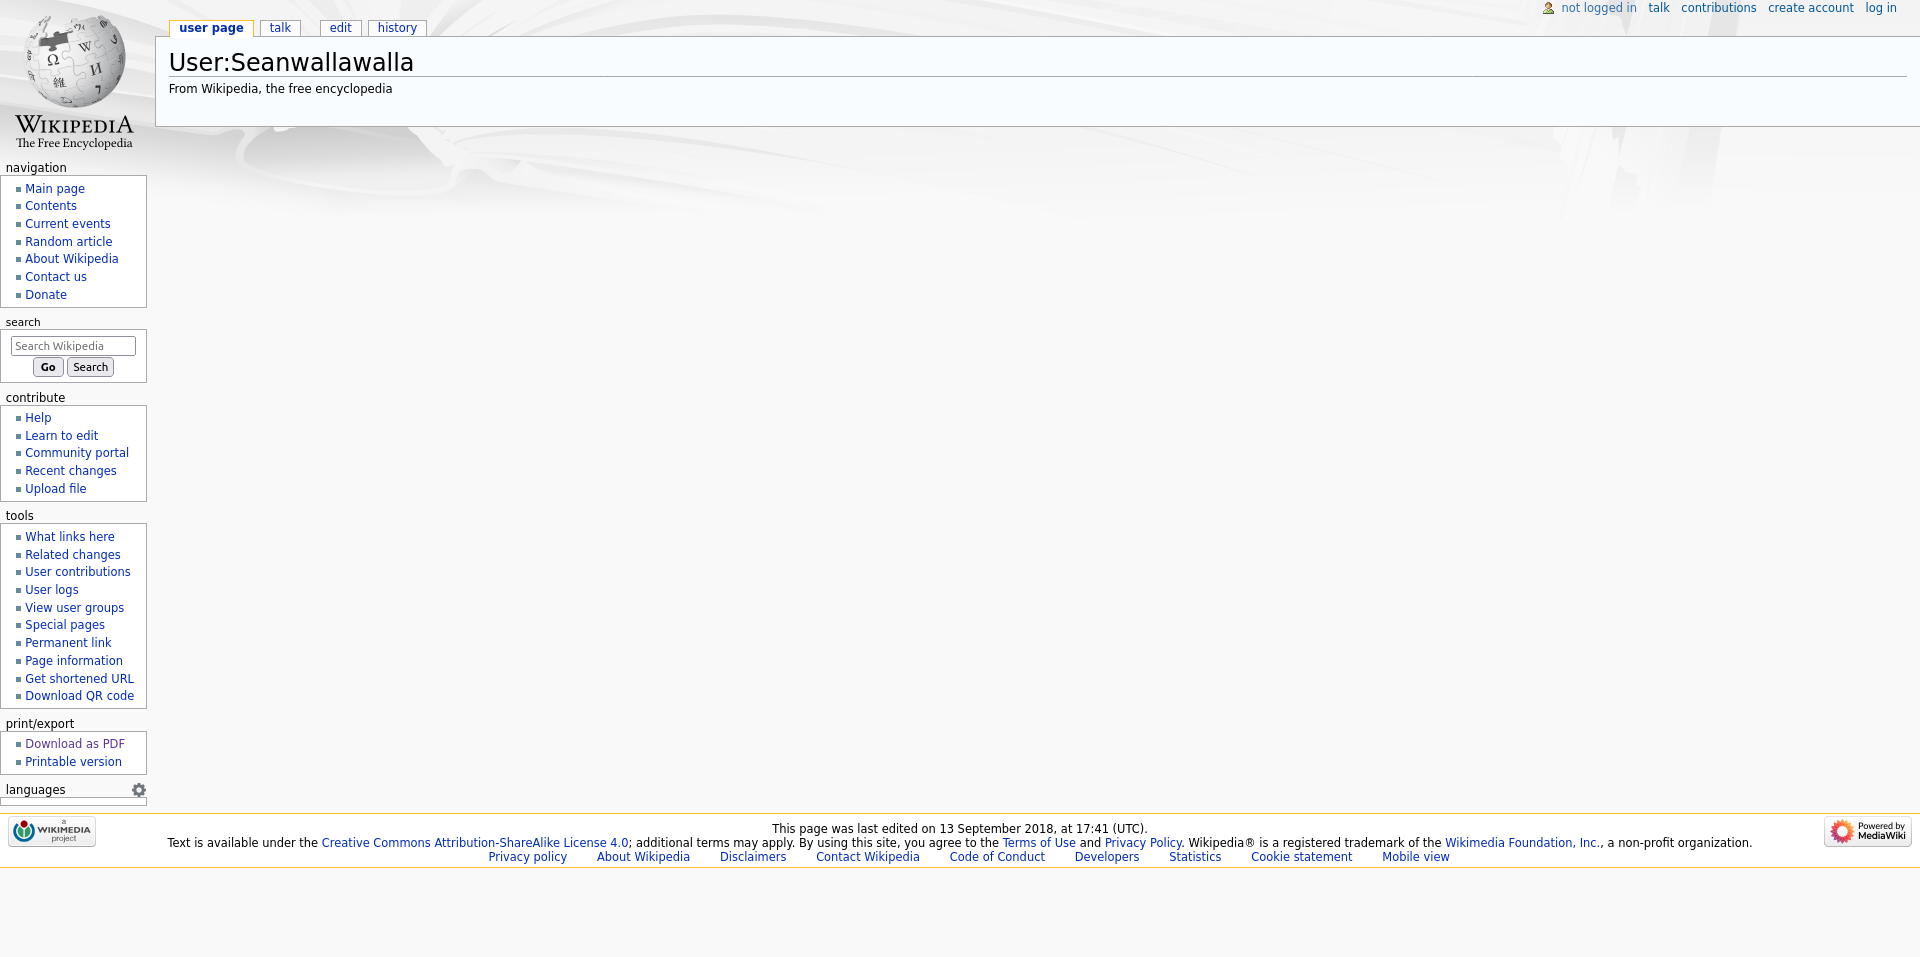 not logged in talk contributions create account log in
user page talk edit history
User:Seanwallawalla
From Wikipedia, the free encyclopedia
WIKIPEDIA
The Free Encyclopedia
navigation
Main page
Contents
Current events
Random article
About Wikipedia
Contact us
Donate
search
Search Wikipedia
Go Search
contribute
Help
Learn to edit
Community portal
Recent changes
Upload file
tools
What links here
Related changes
User contributions
User logs
View user groups
Special pages
Permanent link
Page information
Get shortened URL
Download QR code
print/export
Download as PDF
Printable version
languages
a
WIKIMEDIA
project
This page was last edited on 13 September 2018, at 17:41 (UTC).
Text is available under the Creative Commons Attribution-ShareAlike License 4.0; additional terms may apply. By using this site, you agree to the Terms of Use and Privacy Policy. Wikipedia® is a registered trademark of the Wikimedia Foundation, Inc., a non-profit organization.
Privacy policy About Wikipedia Disclaimers Contact Wikipedia Code of Conduct Developers Statistics Cookie statement Mobile view
Powered by
MediaWiki